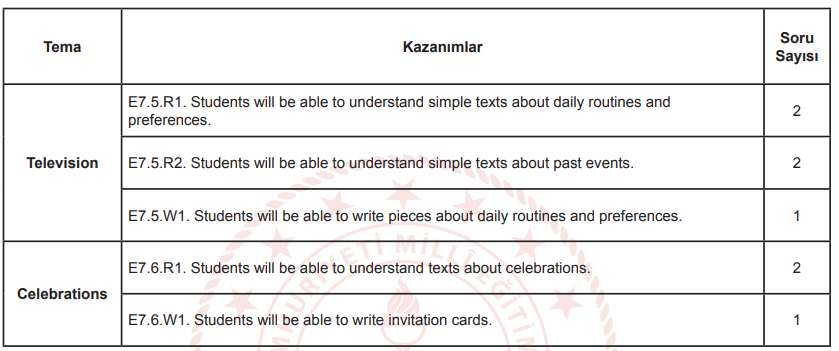 Tema
Kazanımlar
Soru
Sayısı
Television
E7.5.R1. Students will be able to understand simple texts about daily routines and
preferences.
2
E7.5.R2. Students will be able to understand simple texts about past events.
2
E7.5.W1. Students will be able to write pieces about daily routines and preferences.
1
Celebrations
E7.6.R1. Students will be able to understand texts about celebrations.
2
E7.6.W1. Students will be able to write invitation cards.
1